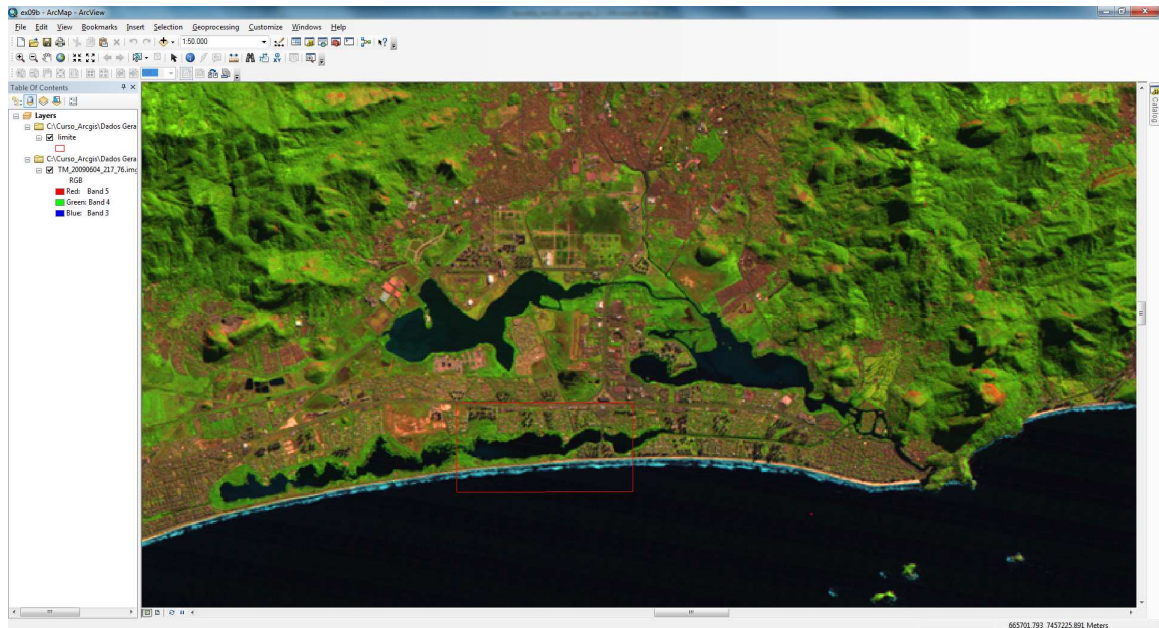 ex09b - ArcMap - ArcView
File Edit View Bookmarks Insert Selection Geoprocessing Customize Windows Help
1:50.000
Table Of Contents
Layers
C:\Curso_Arcgis\Dados Gera
limite
C:\Curso_Arcgis\Dados Gera
TM_20090604_217_76.img
RGB
Red: Band 5
Green: Band 4
Blue: Band 3
Catalog
665701,793 7457225,891 Meters